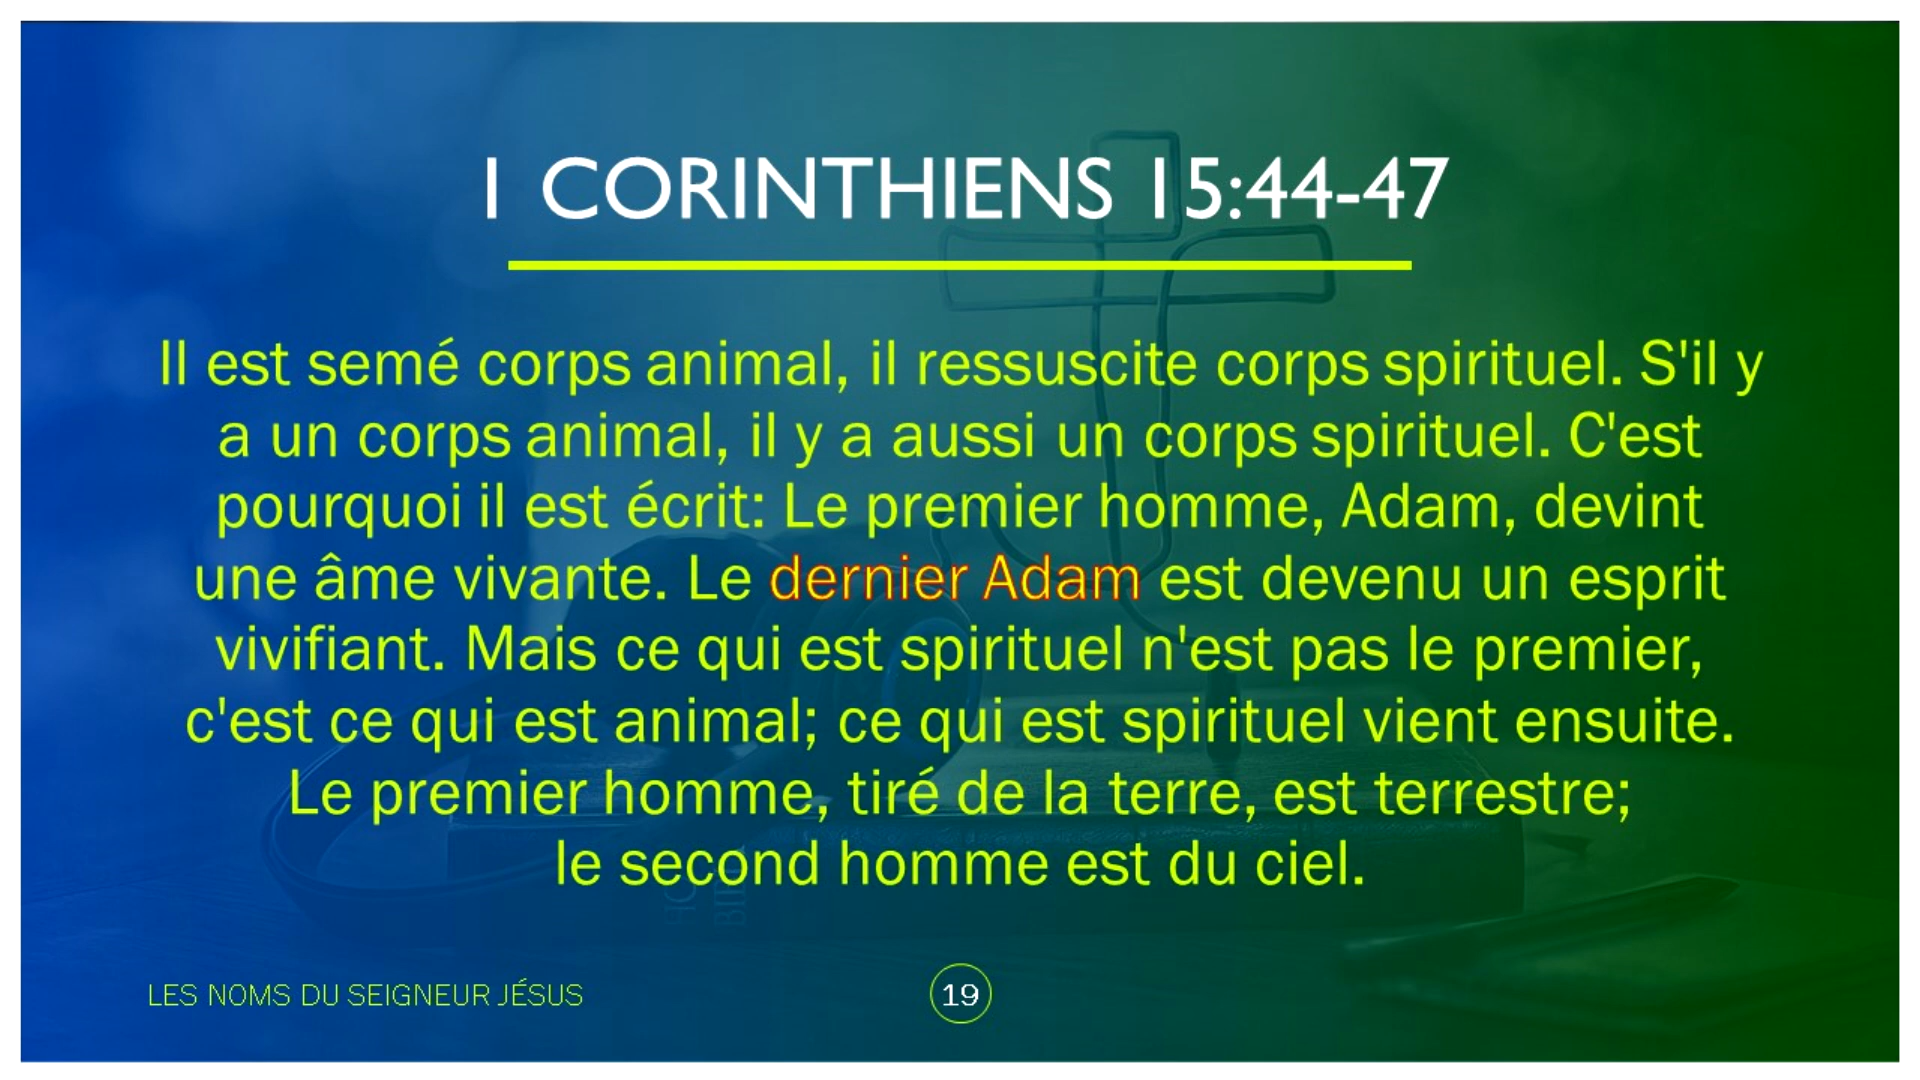 1 CORINTHIENS 15:44-47
Il est semé corps animal, il ressuscite corps spirituel. S'il y
a un corps animal, il y a aussi un corps spirituel. C'est
pourquoi il est écrit: Le premier homme, Adam, devint
une âme vivante. Le dernier Adam est devenu un esprit
vivifiant. Mais ce qui est spirituel n'est pas le premier,
c'est ce qui est animal; ce qui est spirituel vient ensuite.
Le premier homme, tiré de la terre, est terrestre;
le second homme est du ciel.
LES NOMS DU SEIGNEUR JÉSUS
19